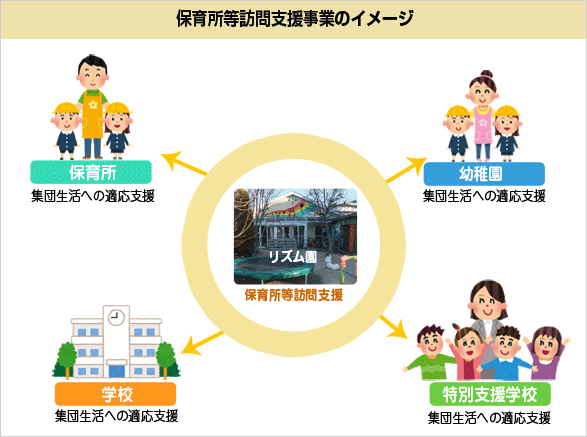 保育所等訪問支援事業のイメージ
保育所
集団生活への適応支援
幼稚園
集団生活への適応支援
リズム園
保育所等訪問支援
学校
集団生活への適応支援
特別支援学校
集団生活への適応支援